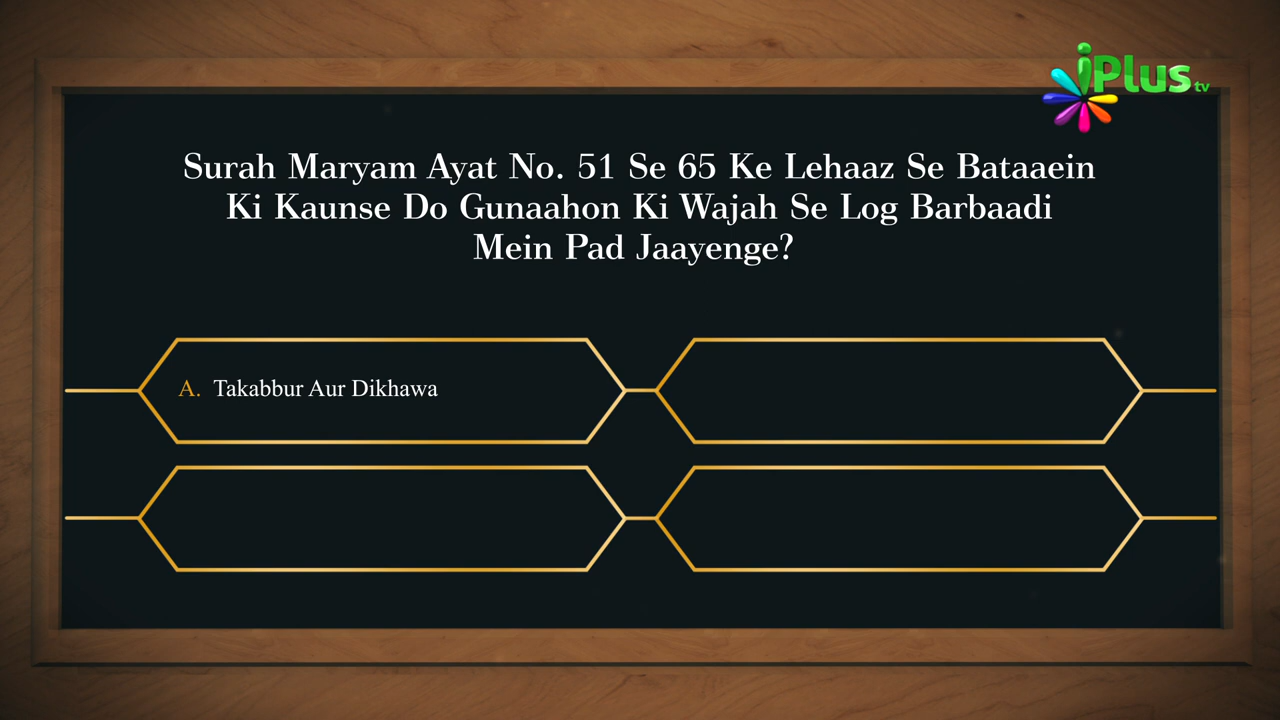 iPlus tv
Surah Maryam Ayat No. 51 Se 65 Ke Lehaaz Se Bataaein
Ki Kaunse Do Gunaahon Ki Wajah Se Log Barbaadi
Mein Pad Jaayenge?
A. Takabbur Aur Dikhawa